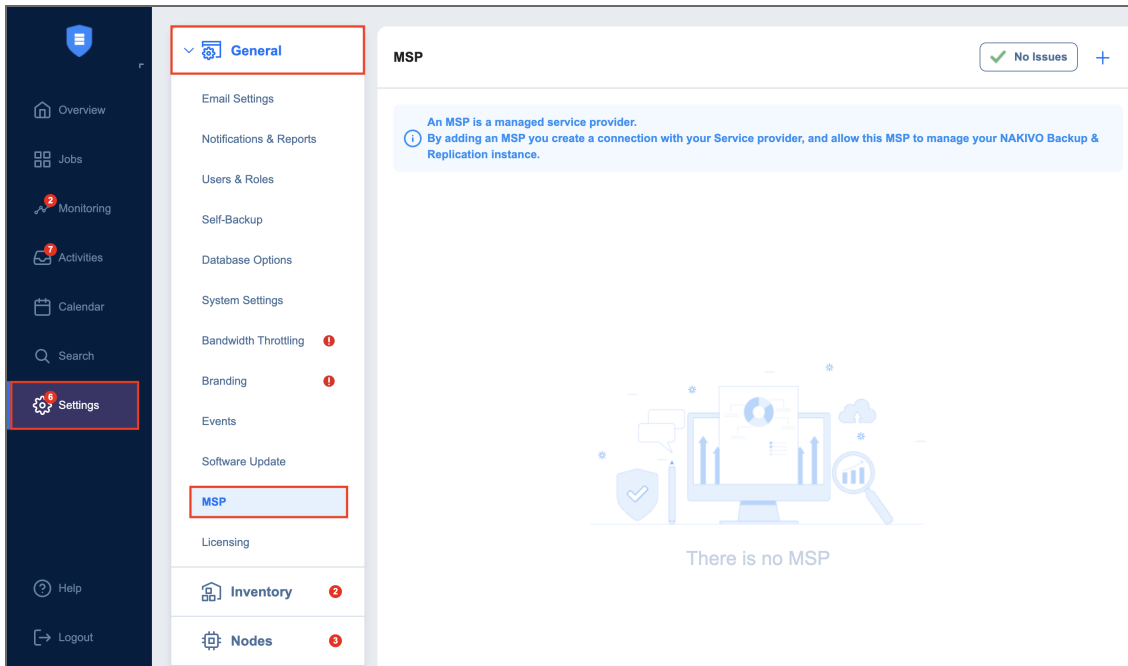 Overview
Jobs
2
Monitoring
7
Activities
Calendar
Search
6
Settings
Help
Logout
General
Email Settings
Notifications & Reports
Users & Roles
Self-Backup
Database Options
System Settings
Bandwidth Throttling
Branding
Events
Software Update
MSP
Licensing
Inventory 2
Nodes 3
MSP
No Issues
An MSP is a managed service provider.
By adding an MSP you create a connection with your Service provider, and allow this MSP to manage your NAKIVO Backup &
Replication instance.
There is no MSP